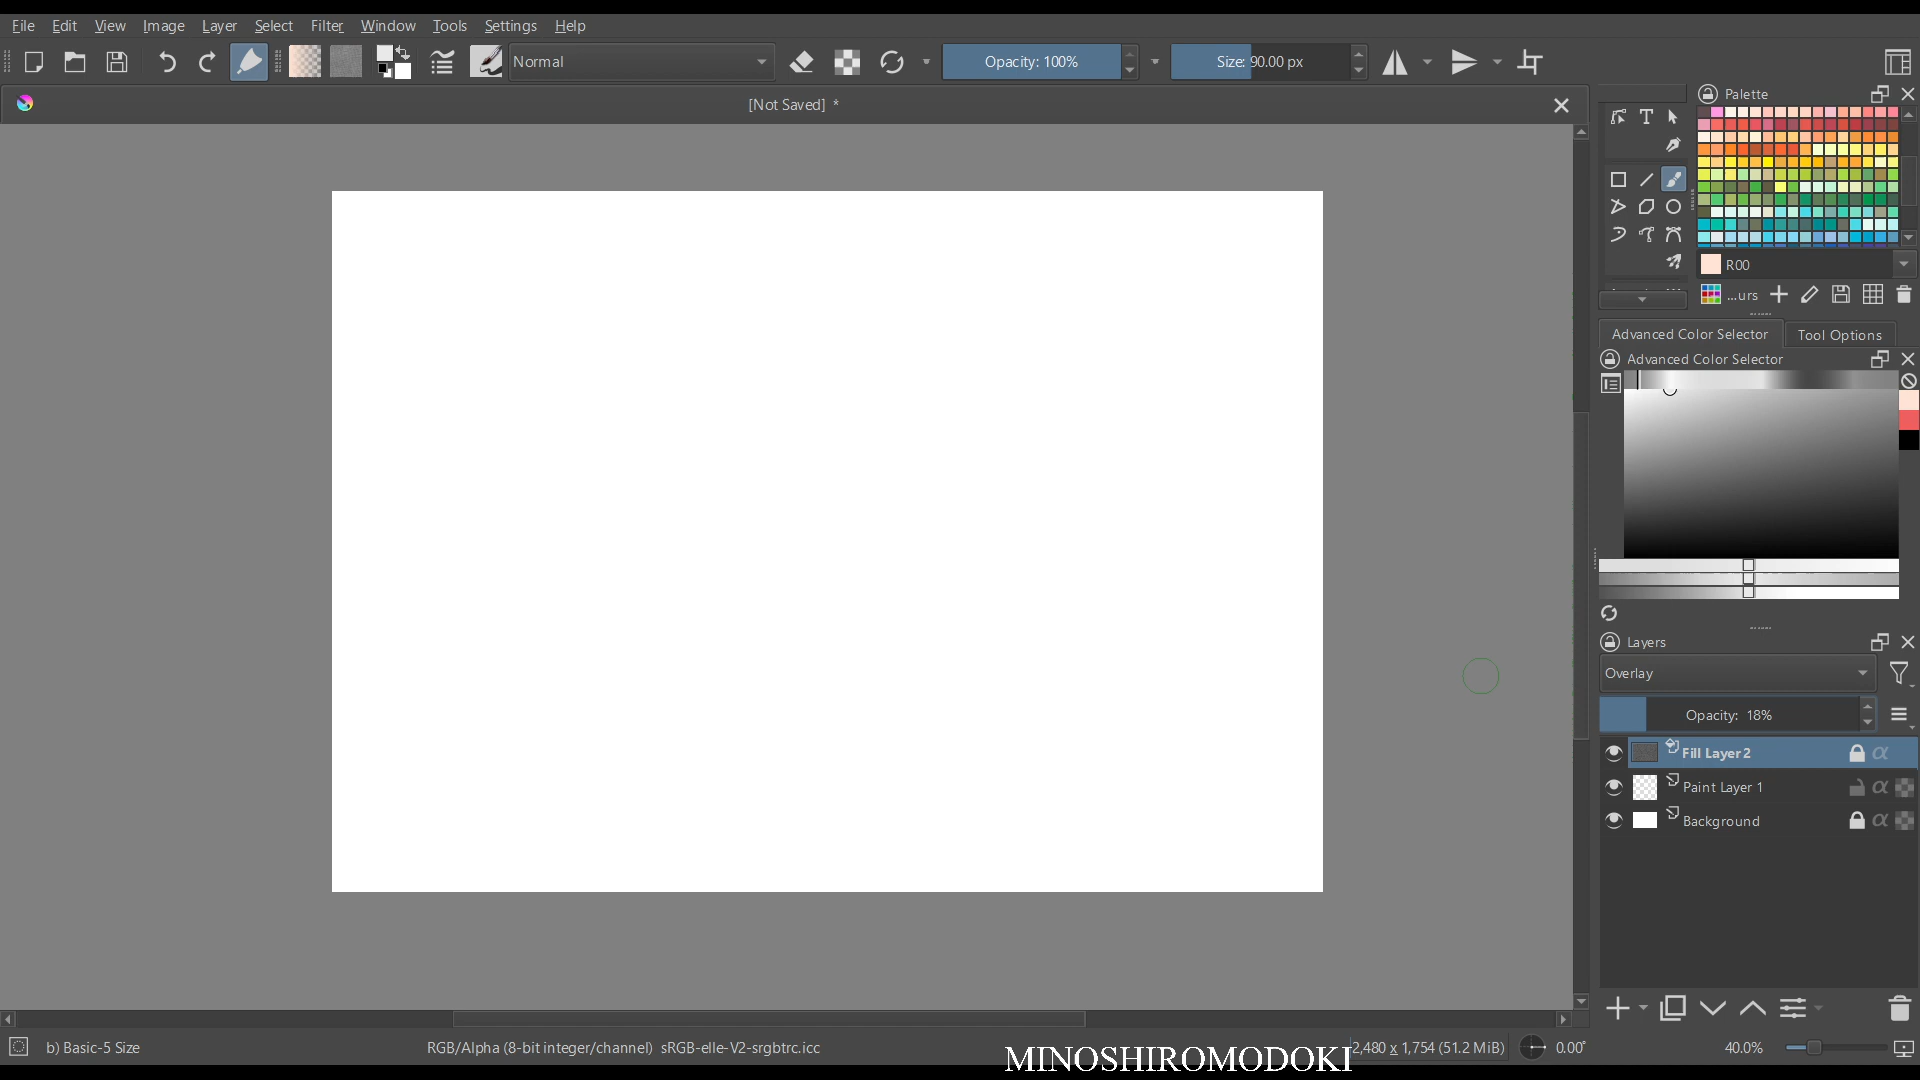 File Edit View Image Layer Select Filter Window Tools Settings Help
Normal Opacity: 100% Size: 90.00 px
[Not Saved] *
Palette
R00
...urs
Advanced Color Selector Tool Options
Advanced Color Selector
Layers
Overlay
Opacity: 18%
Fill Layer 2
Paint Layer 1
Background
b) Basic-5 Size RGB/Alpha (8-bit integer/channel) sRGB-elle-V2-srgbtrc.icc 2,480 x 1,754 (51.2 MiB) 0.00° 40.0%
MINOSHIROMODOKI